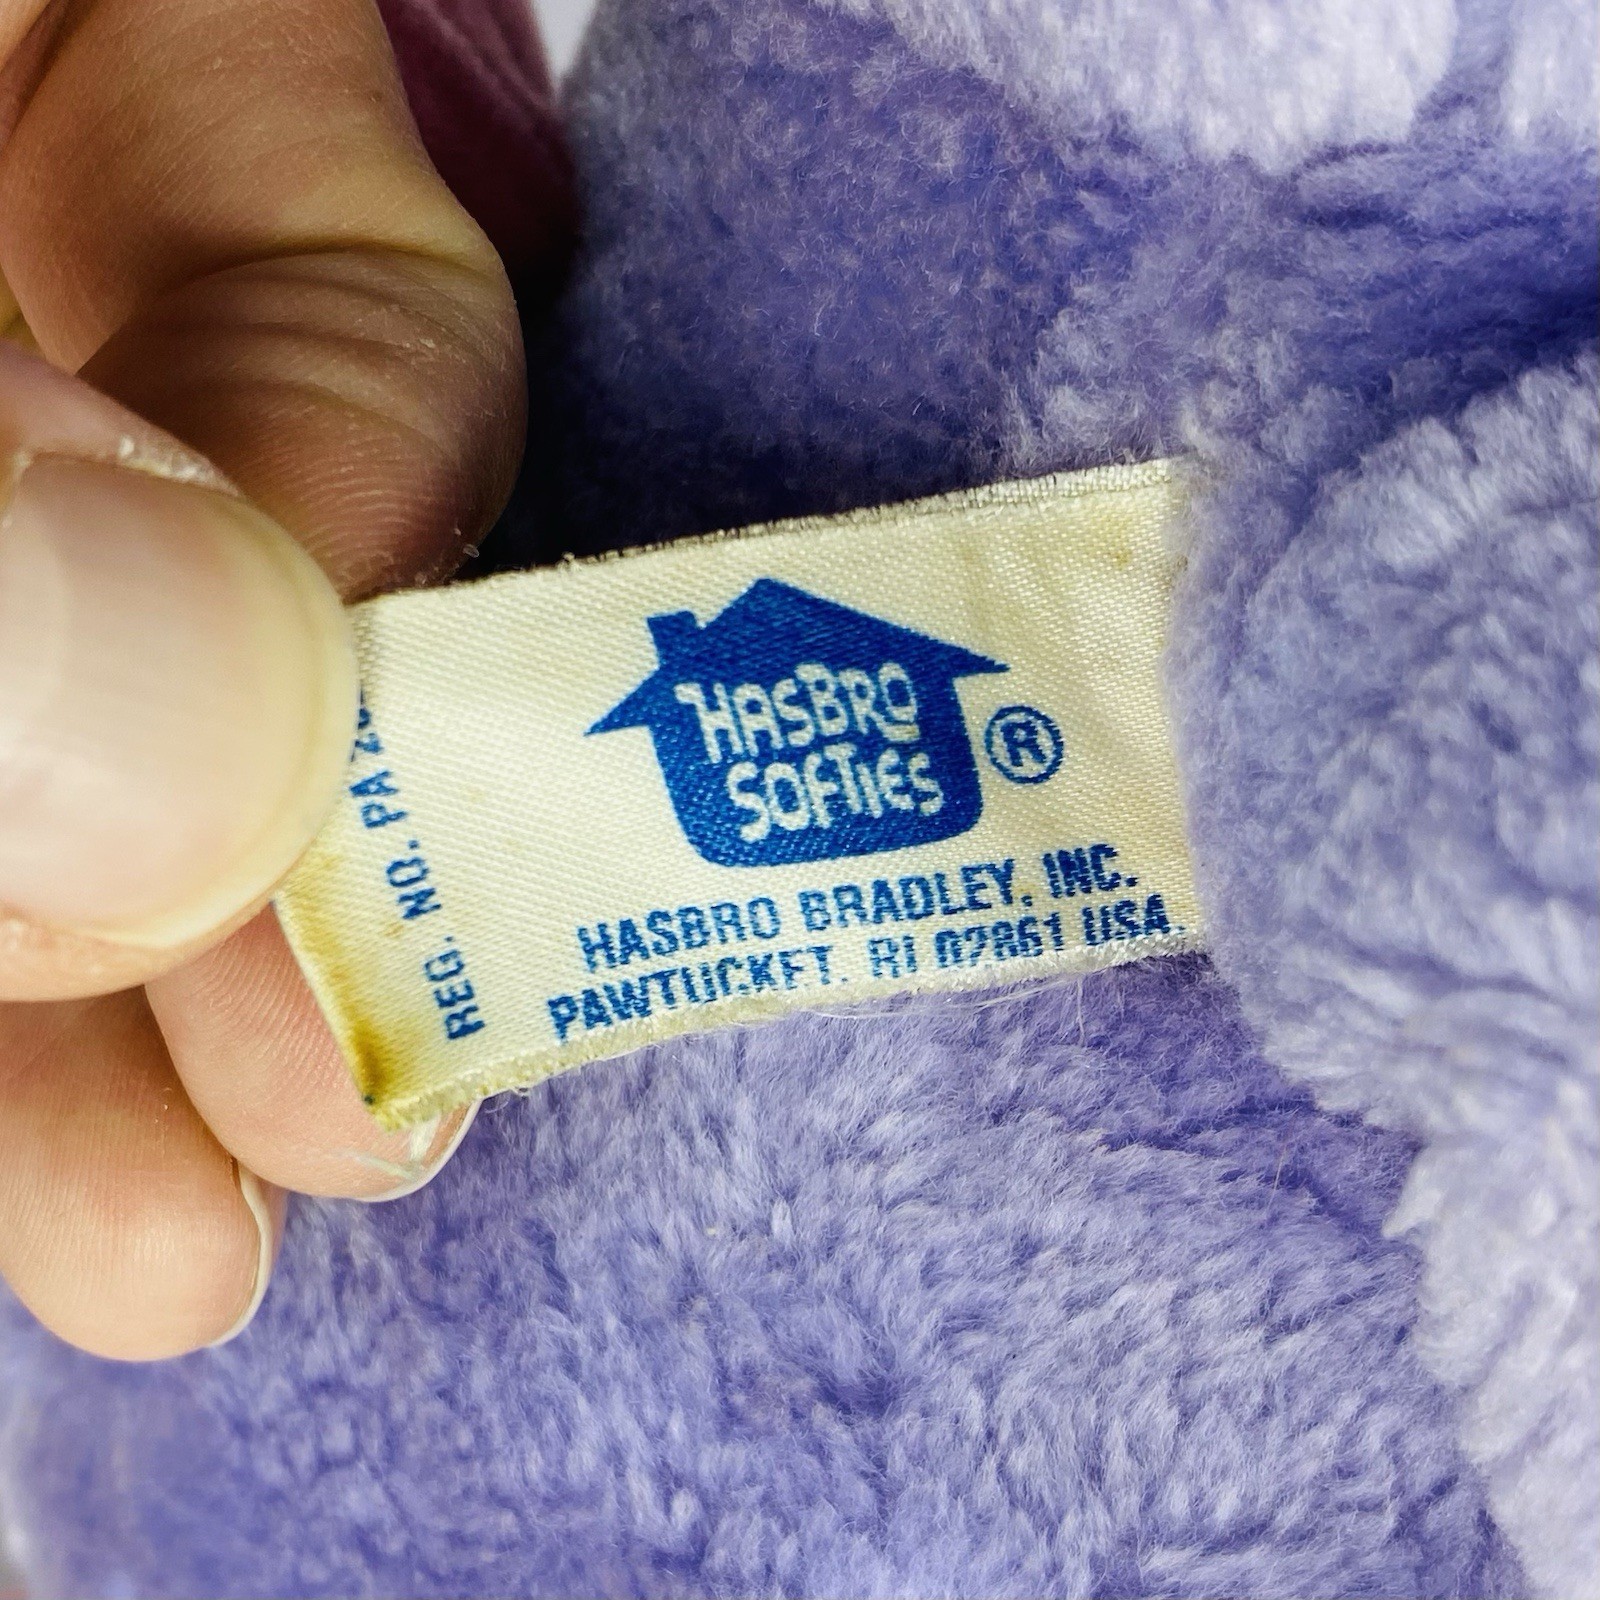 HASBRO
SOFTIES
®
HASBRO BRADLEY, INC.
PAWTUCKET, RI 02861 USA.
REG. NO. PA